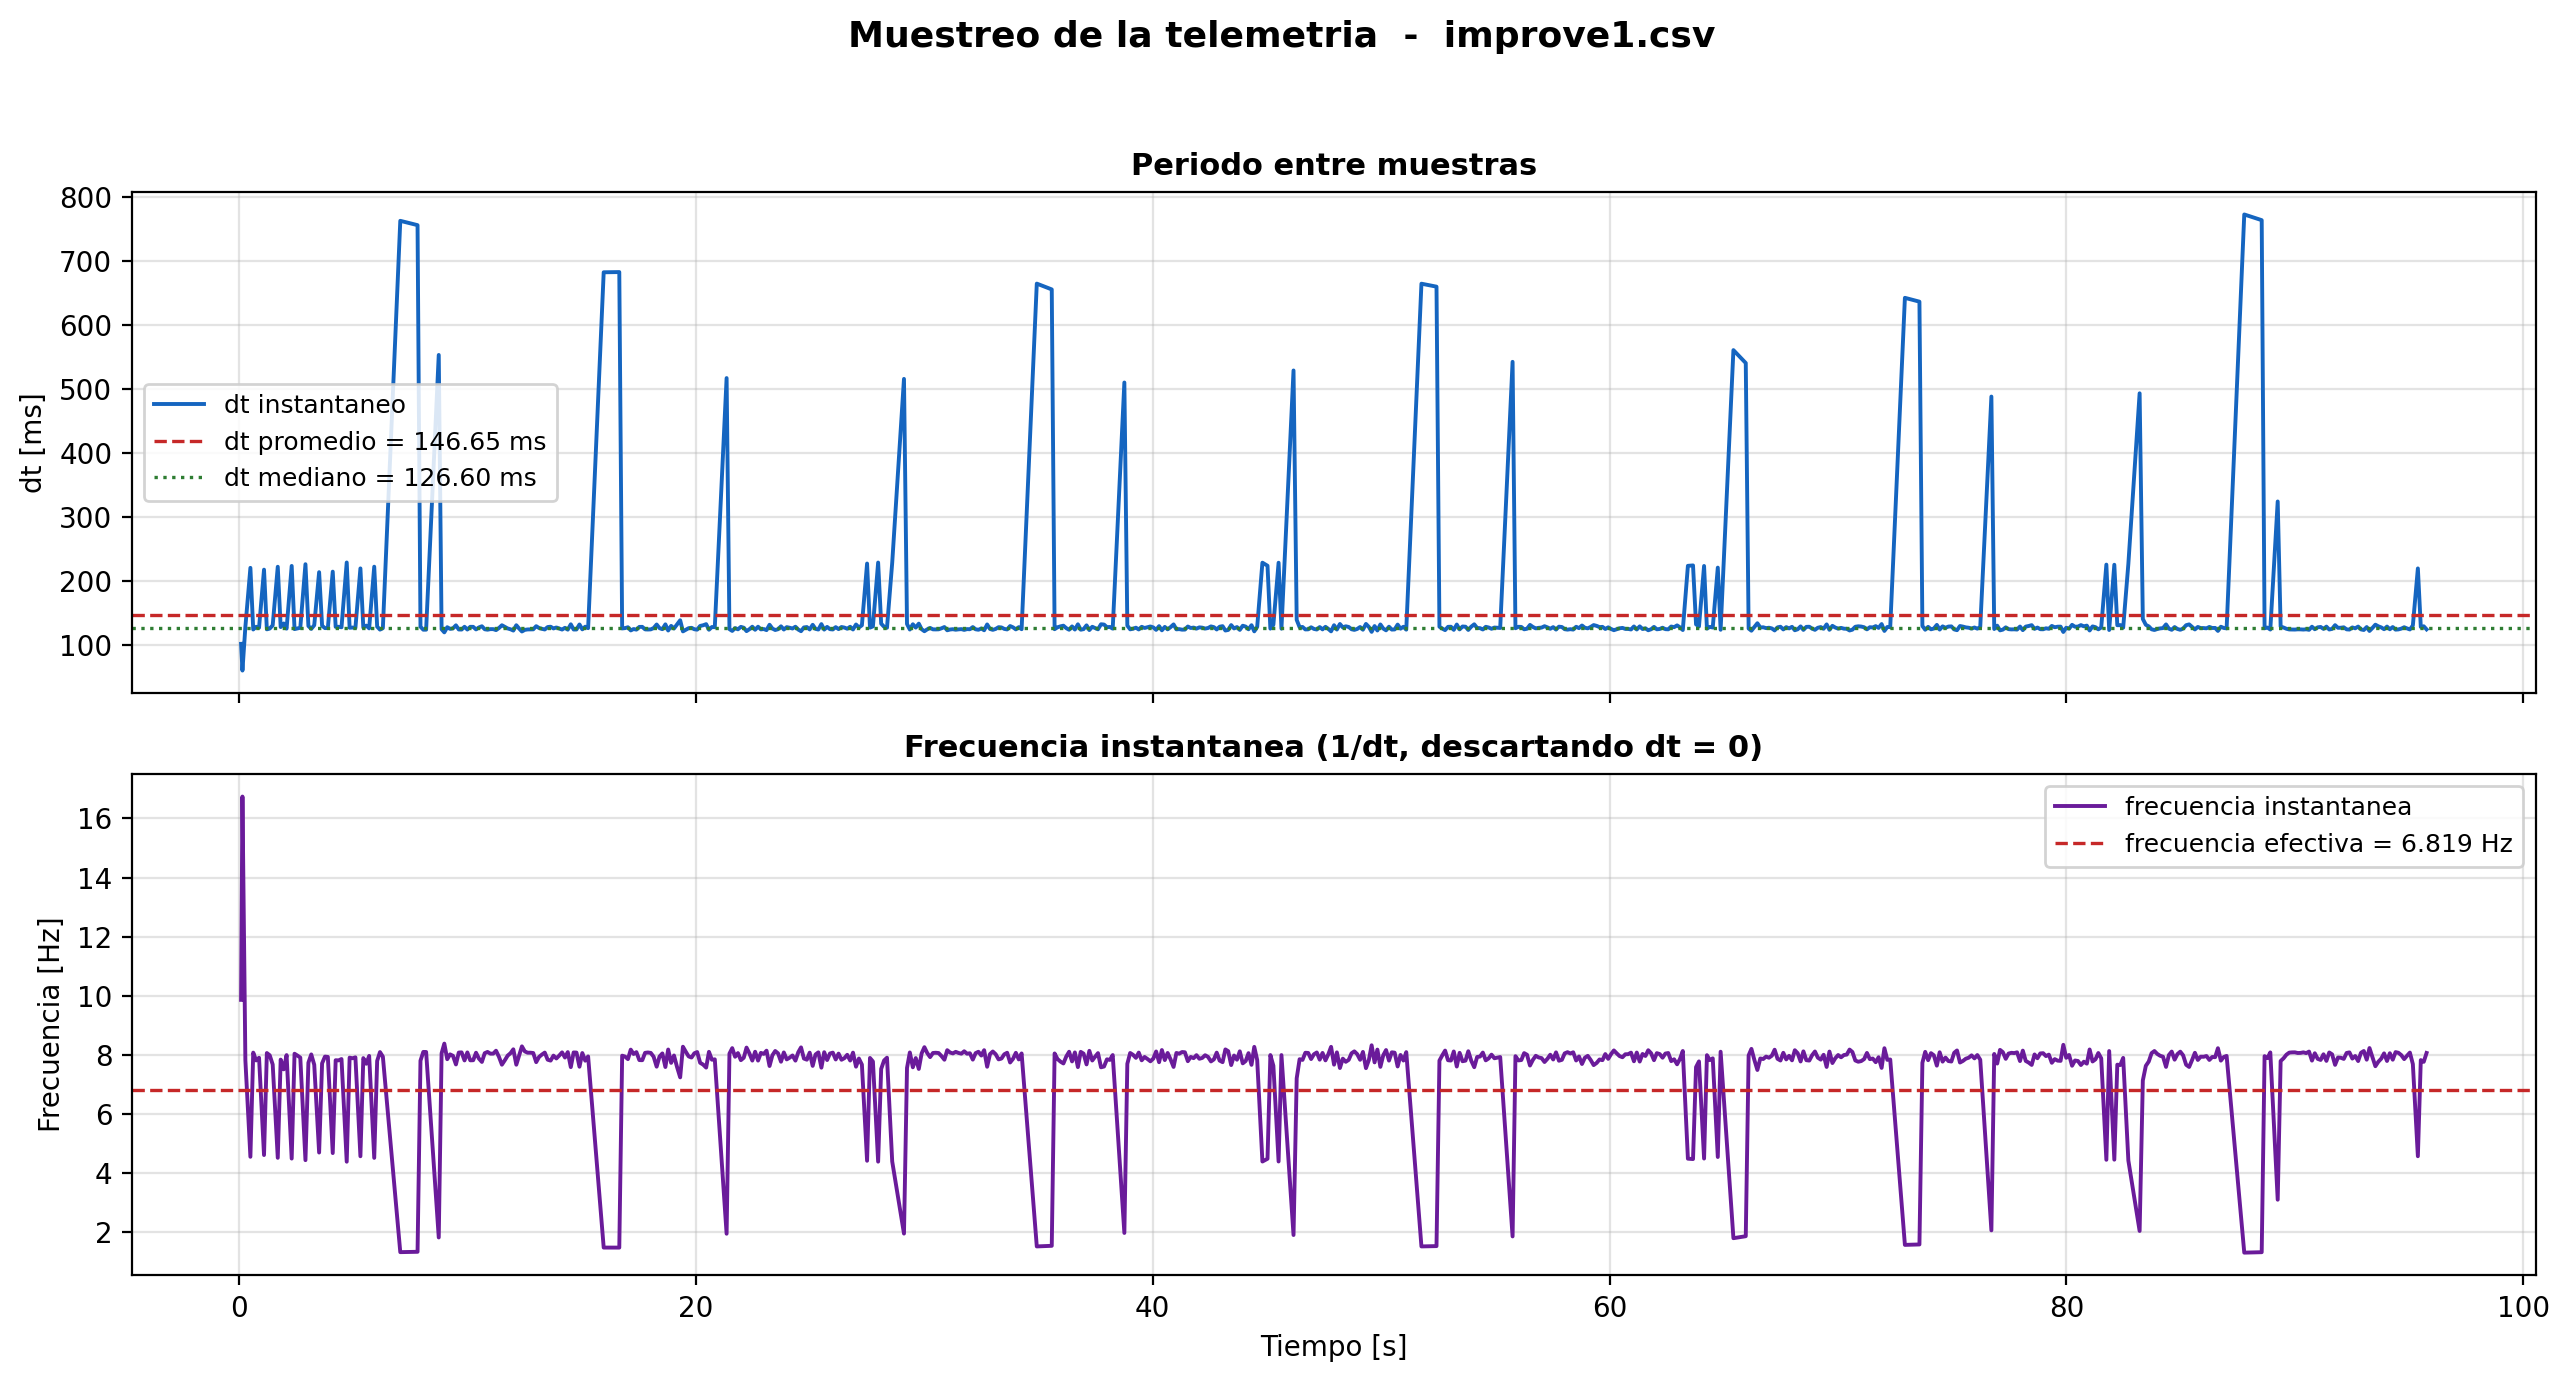 Muestreo de la telemetria - improve1.csv
Periodo entre muestras
800
700
600
500
400
300
200
100
dt [ms]
dt instantaneo
dt promedio = 146.65 ms
dt mediano = 126.60 ms
Frecuencia instantanea (1/dt, descartando dt = 0)
16
14
12
10
8
6
4
2
Frecuencia [Hz]
frecuencia instantanea
frecuencia efectiva = 6.819 Hz
0 20 40 60 80 100
Tiempo [s]